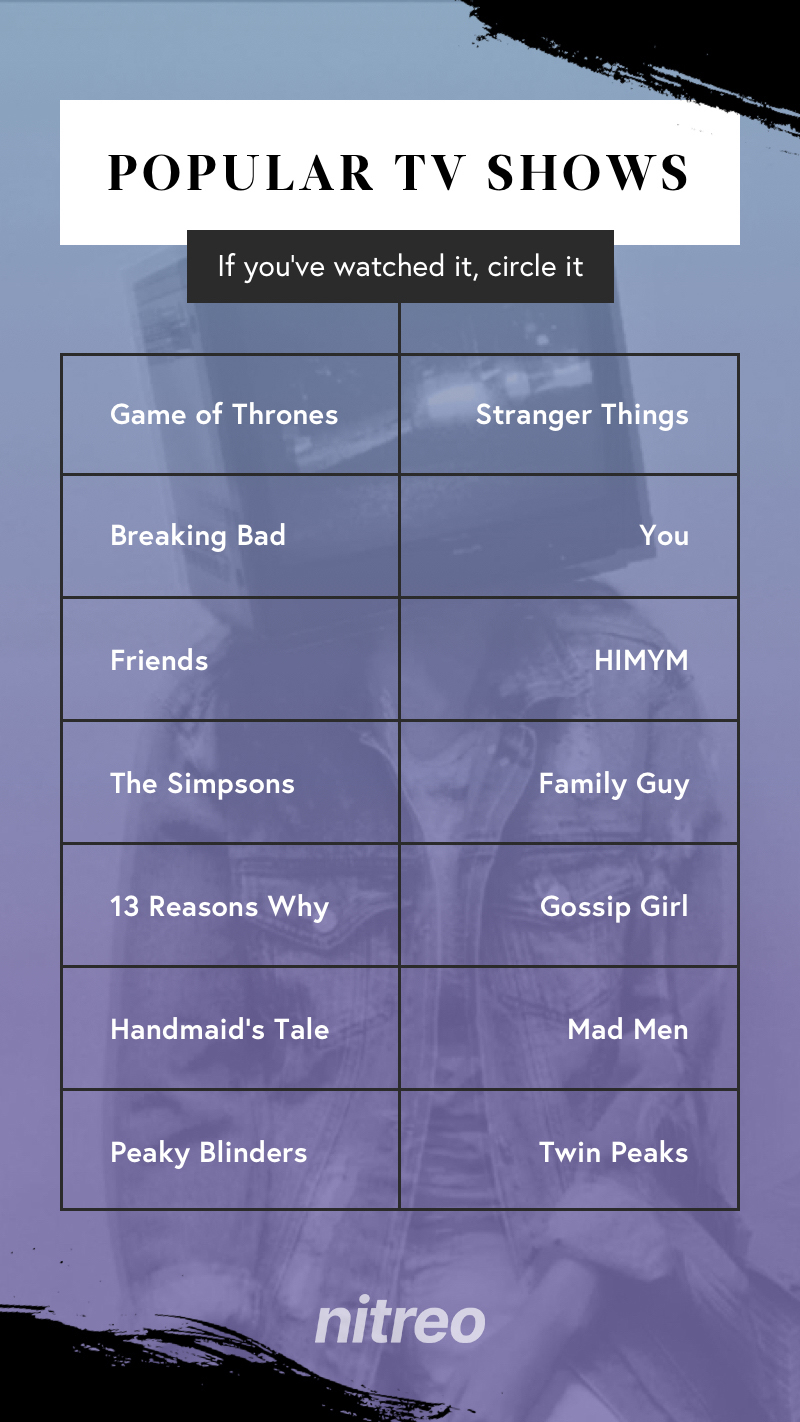 POPULAR TV SHOWS
If you've watched it, circle it
Game of Thrones
Stranger Things
Breaking Bad
You
Friends
HIMYM
The Simpsons
Family Guy
13 Reasons Why
Gossip Girl
Handmaid's Tale
Mad Men
Peaky Blinders
Twin Peaks
nitreo